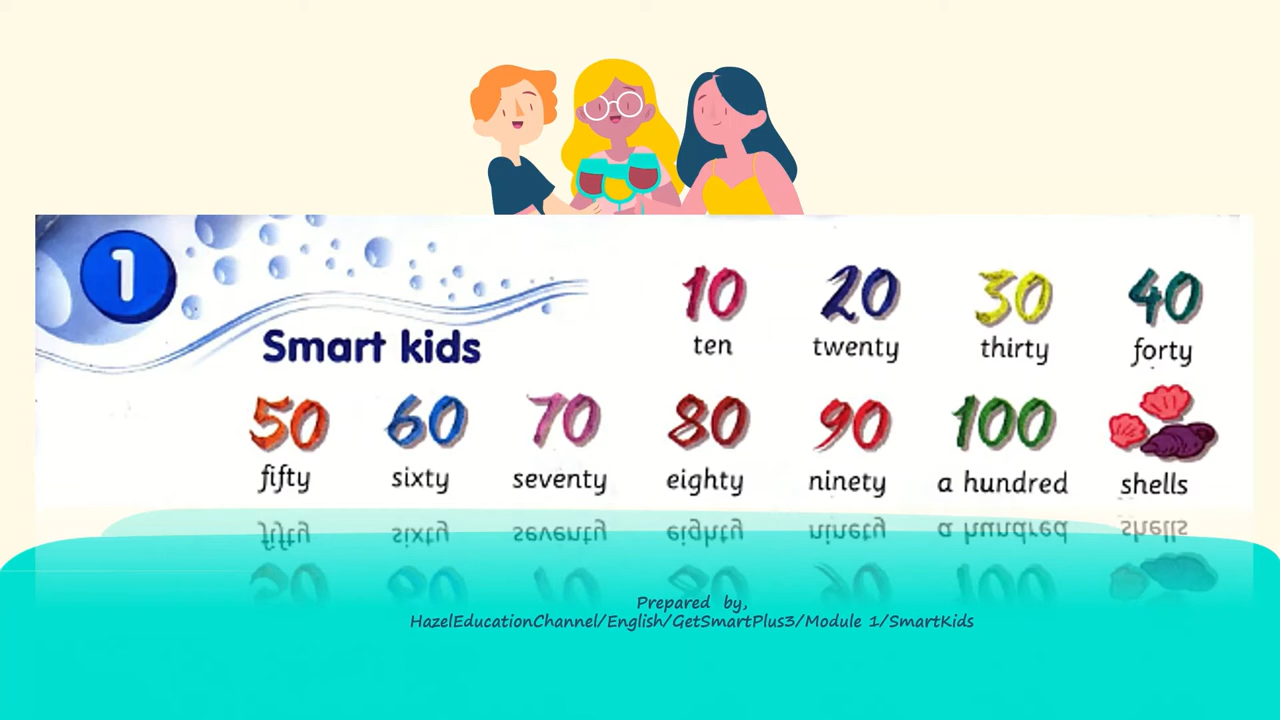 1
Smart kids
10 20 30 40
ten twenty thirty forty
50 60 70 80 90 100
fifty sixty seventy eighty ninety a hundred shells
Prepared by,
HazelEducationChannel/English/GetSmartPlus3/Module 1/SmartKids